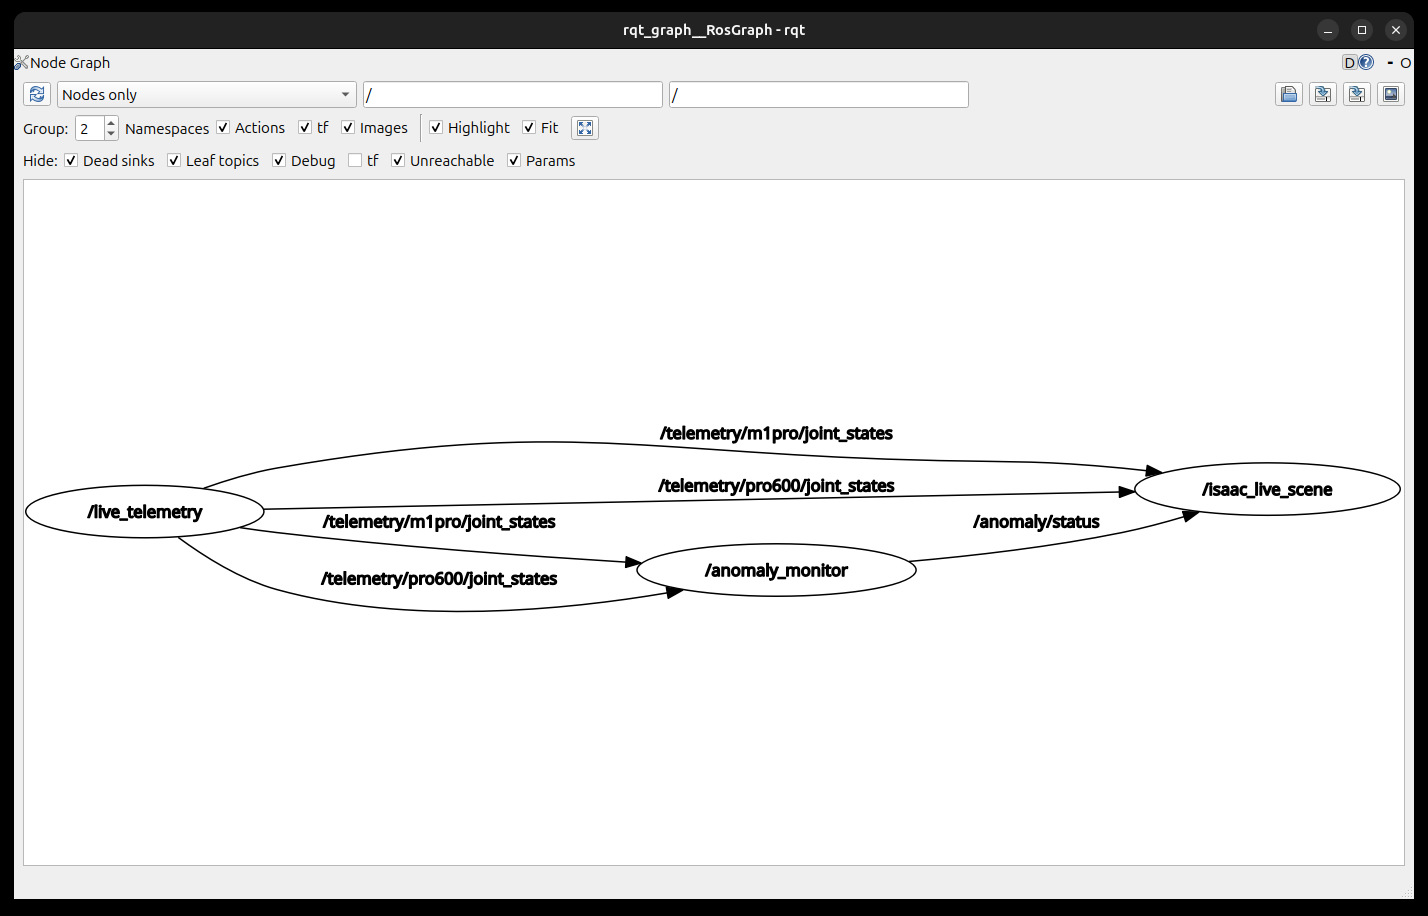 rqt_graph__RosGraph - rqt
Node Graph D - O
Nodes only / /
Group: 2 Namespaces Actions tf Images Highlight Fit
Hide: Dead sinks Leaf topics Debug tf Unreachable Params
/telemetry/m1pro/joint_states
/telemetry/pro600/joint_states
/isaac_live_scene
/live_telemetry
/telemetry/m1pro/joint_states
/anomaly/status
/anomaly_monitor
/telemetry/pro600/joint_states